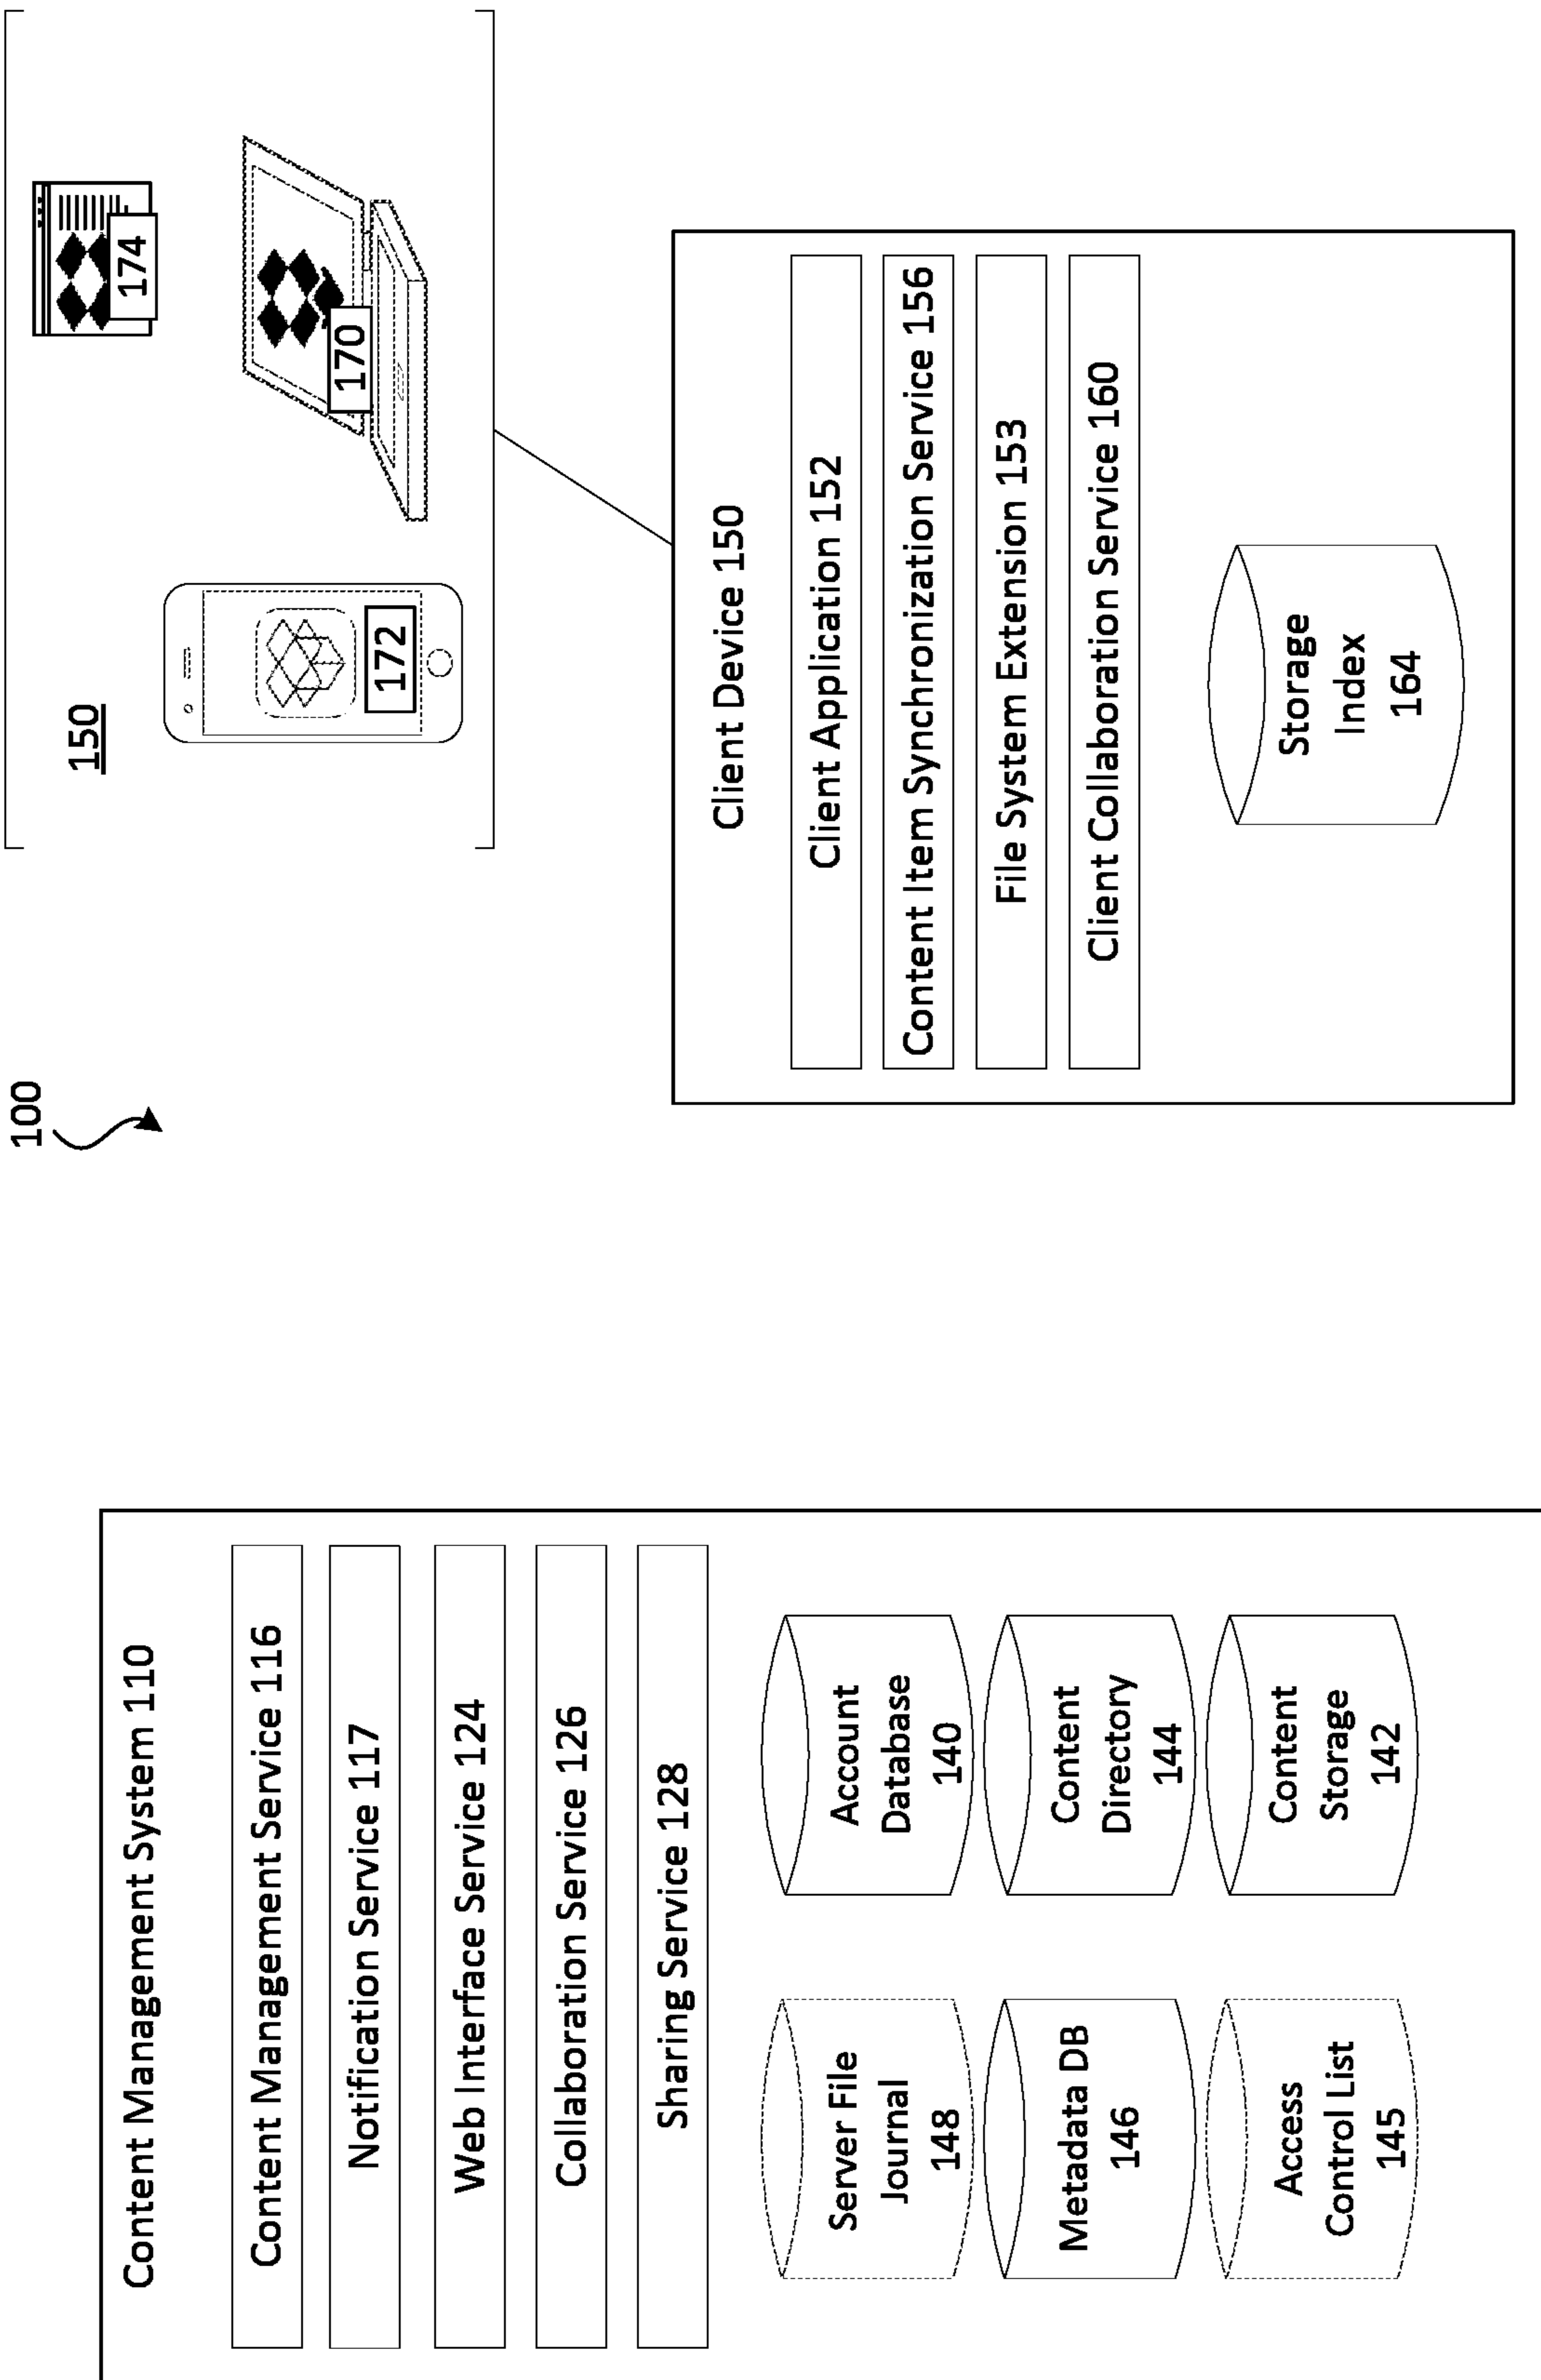 100
Content Management System 110
Content Management Service 116
Notification Service 117
Web Interface Service 124
Collaboration Service 126
Sharing Service 128
Server File
Journal
148
Account
Database
140
Metadata DB
146
Content
Directory
144
Access
Control List
145
Content
Storage
142
150
172
170
174
Client Device 150
Client Application 152
Content Item Synchronization Service 156
File System Extension 153
Client Collaboration Service 160
Storage
Index
164